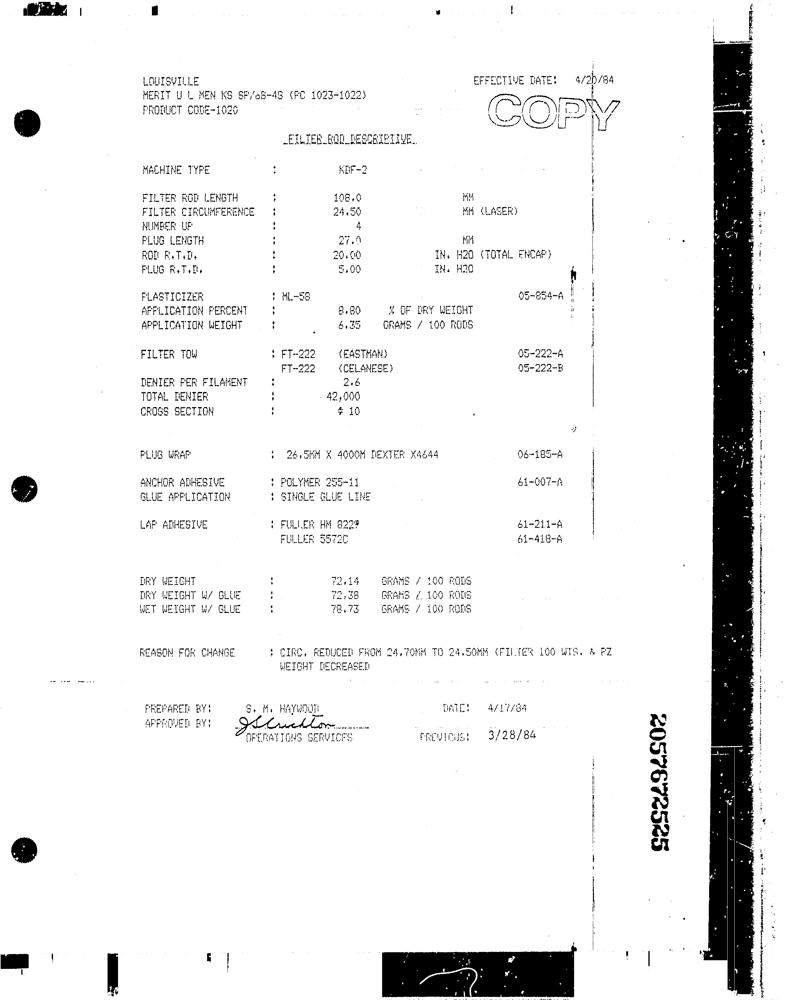 LOUISVILLE EFFECTIVE DATE: 4/20/84
MERIT U L MEN KS SP/68-4S (PC 1023-1022)
COPY
PRODUCT CODE-1020
FILTER ROD DESCRIPTIVE
MACHINE TYPE : KDF-2
FILTER ROD LENGTH : 108.0 MM
FILTER CIRCUMFERENCE : 24.50 MM (LASER)
NUMBER UP : 4
PLUG LENGTH : 27.0 MM
ROD R.T.D. : 20.00 IN. H2O (TOTAL ENCAP)
PLUG R.T.D. : 5.00 IN. H2O
PLASTICIZER : ML-58 05-854-A
APPLICATION PERCENT : 8.80 % OF DRY WEIGHT
APPLICATION WEIGHT : 6.35 GRAMS / 100 RODS
FILTER TOW : FT-222 (EASTMAN) 05-222-A
FT-222 (CELANESE) 05-222-B
DENIER PER FILAMENT : 2.6
TOTAL DENIER : 42,000
CROSS SECTION : 10
PLUG WRAP : 26.5MM X 4000M DEXTER X4644 06-185-A
ANCHOR ADHESIVE : POLYMER 255-11 61-007-A
GLUE APPLICATION : SINGLE GLUE LINE
LAP ADHESIVE : FULLER HM 8229 61-211-A
FULLER 5572C 61-418-A
DRY WEIGHT : 72.14 GRAMS / 100 RODS
DRY WEIGHT W/ GLUE : 72.38 GRAMS / 100 RODS
WET WEIGHT W/ GLUE : 78.73 GRAMS / 100 RODS
REASON FOR CHANGE : CIRC. REDUCED FROM 24.70MM TO 24.50MM (FILTER 100 WTS. & PZ
WEIGHT DECREASED
PREPARED BY: S. M. HAYWOOD DATE: 4/17/84
APPROVED BY:
OPERATIONS SERVICES PREVIOUS: 3/28/84
2057672525